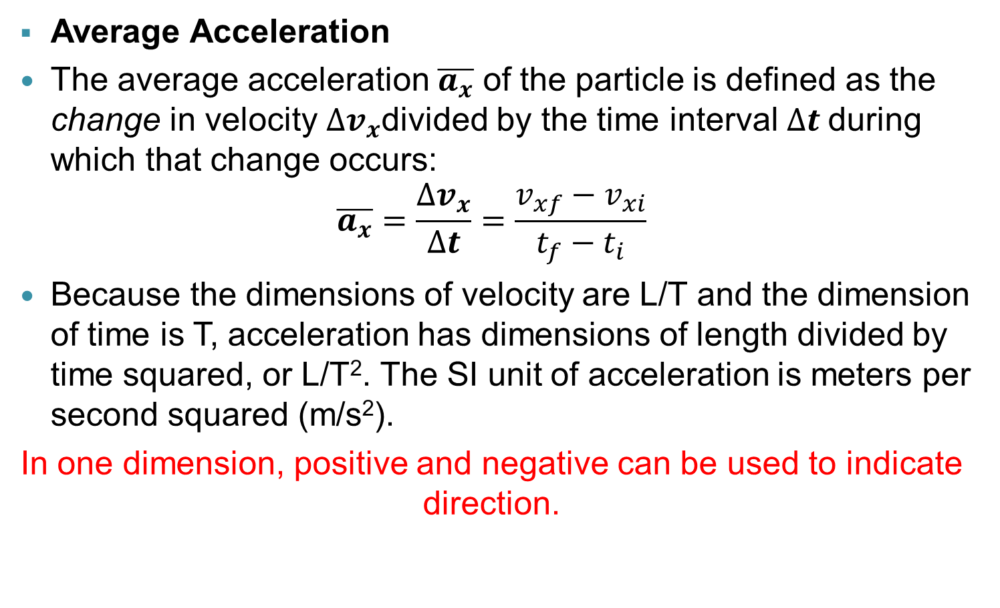 ▪ Average Acceleration
• The average acceleration $\overline{\boldsymbol{a_x}}$ of the particle is defined as the
change in velocity Δ$\boldsymbol{v_x}$divided by the time interval Δ$\boldsymbol{t}$ during
which that change occurs:
$\overline{\boldsymbol{a_x}} = \frac{\Delta \boldsymbol{v_x}}{\Delta \boldsymbol{t}} = \frac{v_{xf} - v_{xi}}{t_f - t_i}$
• Because the dimensions of velocity are L/T and the dimension
of time is T, acceleration has dimensions of length divided by
time squared, or L/T². The SI unit of acceleration is meters per
second squared (m/s²).
In one dimension, positive and negative can be used to indicate
direction.